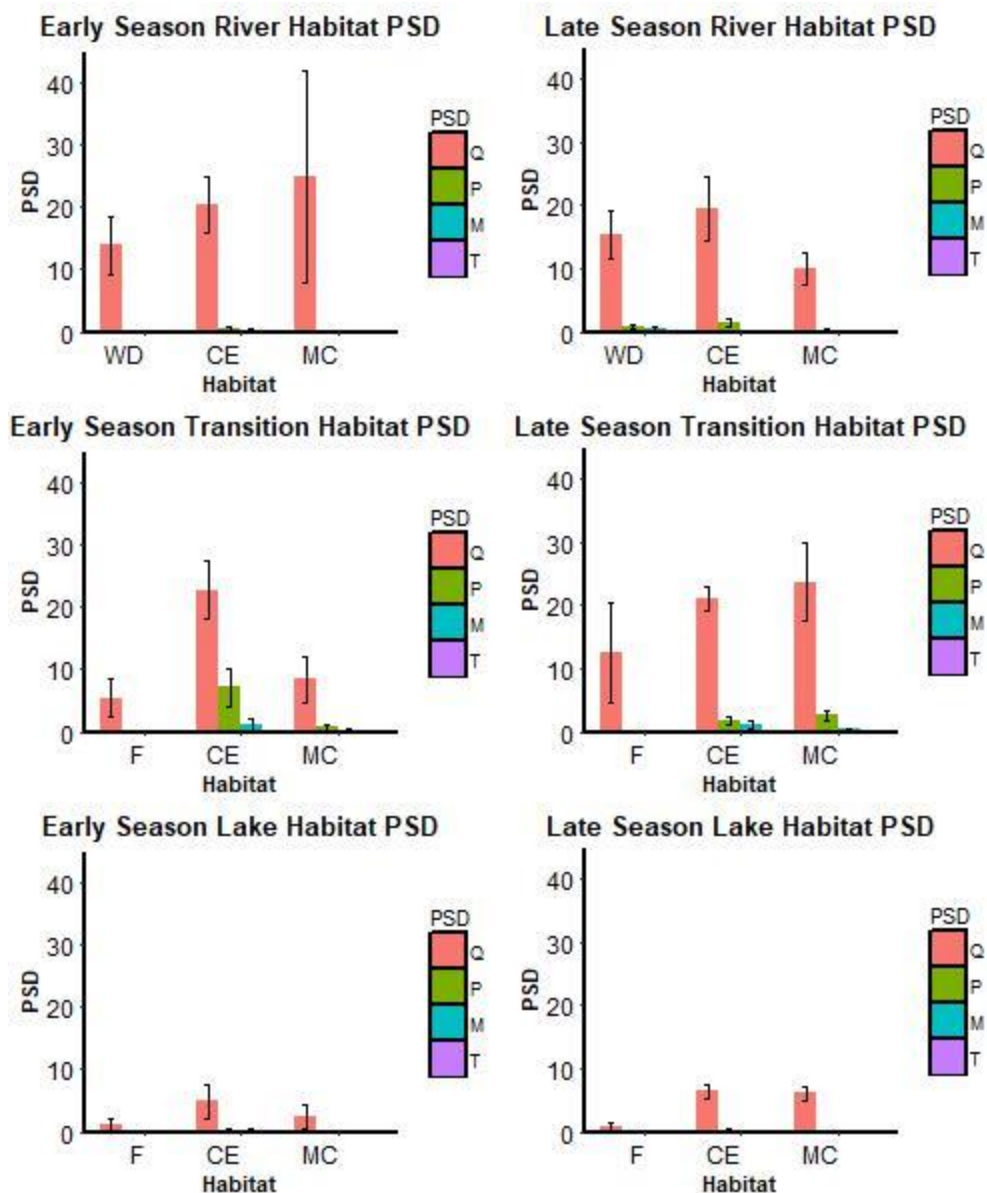 Early Season River Habitat PSD
40
30
20
10
0
PSD
WD CE MC
Habitat
PSD
Q
P
M
T
Late Season River Habitat PSD
40
30
20
10
0
PSD
WD CE MC
Habitat
PSD
Q
P
M
T
Early Season Transition Habitat PSD
40
30
20
10
0
PSD
F CE MC
Habitat
PSD
Q
P
M
T
Late Season Transition Habitat PSD
40
30
20
10
0
PSD
F CE MC
Habitat
PSD
Q
P
M
T
Early Season Lake Habitat PSD
40
30
20
10
0
PSD
F CE MC
Habitat
PSD
Q
P
M
T
Late Season Lake Habitat PSD
40
30
20
10
0
PSD
F CE MC
Habitat
PSD
Q
P
M
T